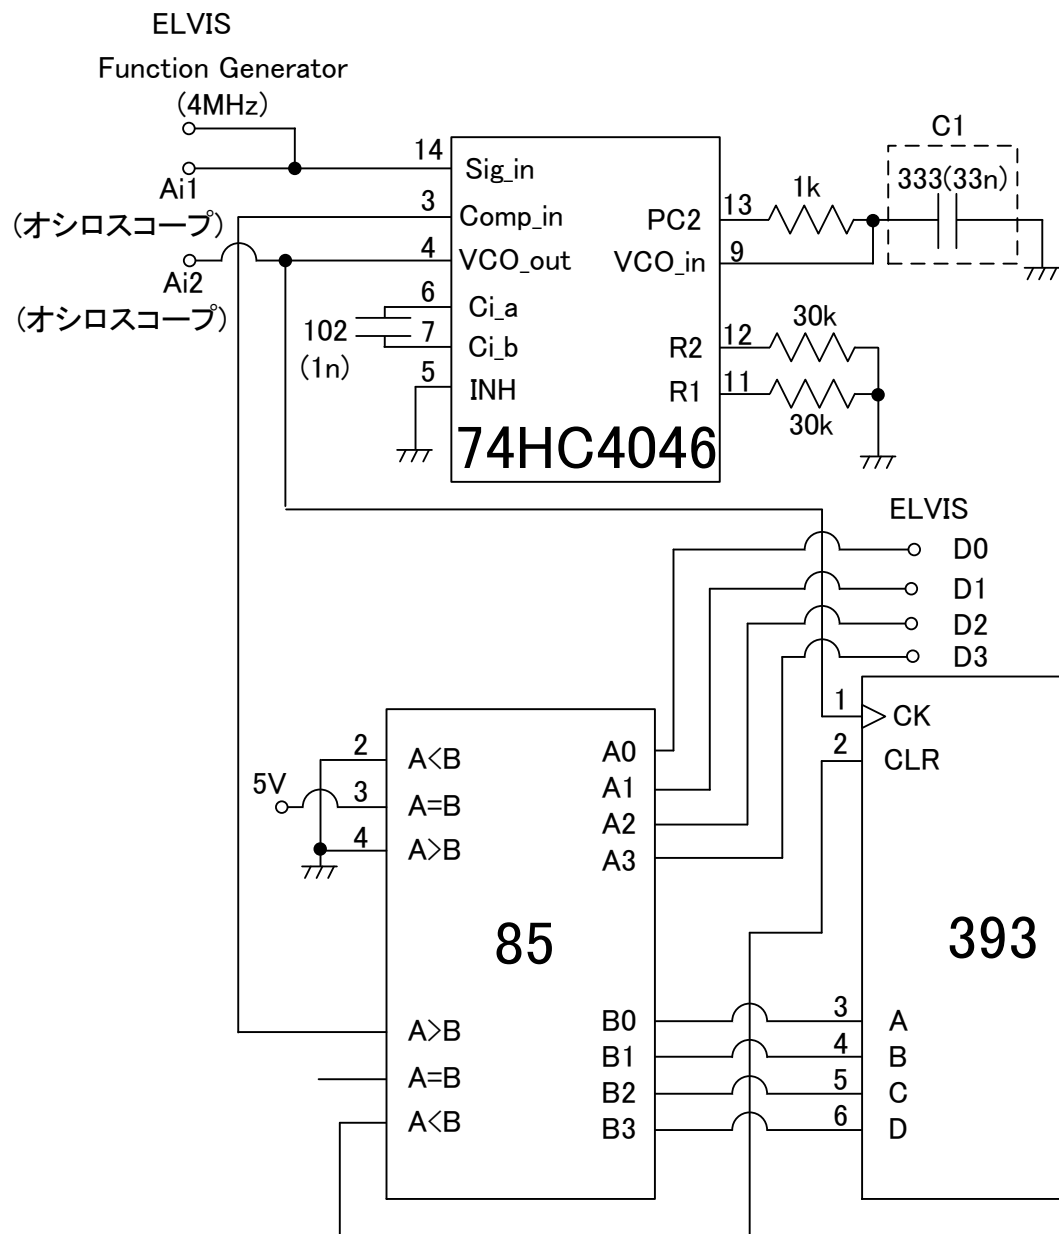 ELVIS
Function Generator
(4MHz)
Ai1
(オシロスコープ)
Ai2
(オシロスコープ)
14
3
4
6
7
5
102
(1n)
Sig_in
Comp_in
VCO_out
Ci_a
Ci_b
INH
PC2
VCO_in
R2
R1
74HC4046
13
9
12
11
1k
C1
333(33n)
30k
30k
ELVIS
D0
D1
D2
D3
5V
2
3
4
A<B
A=B
A>B
A0
A1
A2
A3
85
A>B
A=B
A<B
B0
B1
B2
B3
1
2
CK
CLR
393
3
4
5
6
A
B
C
D